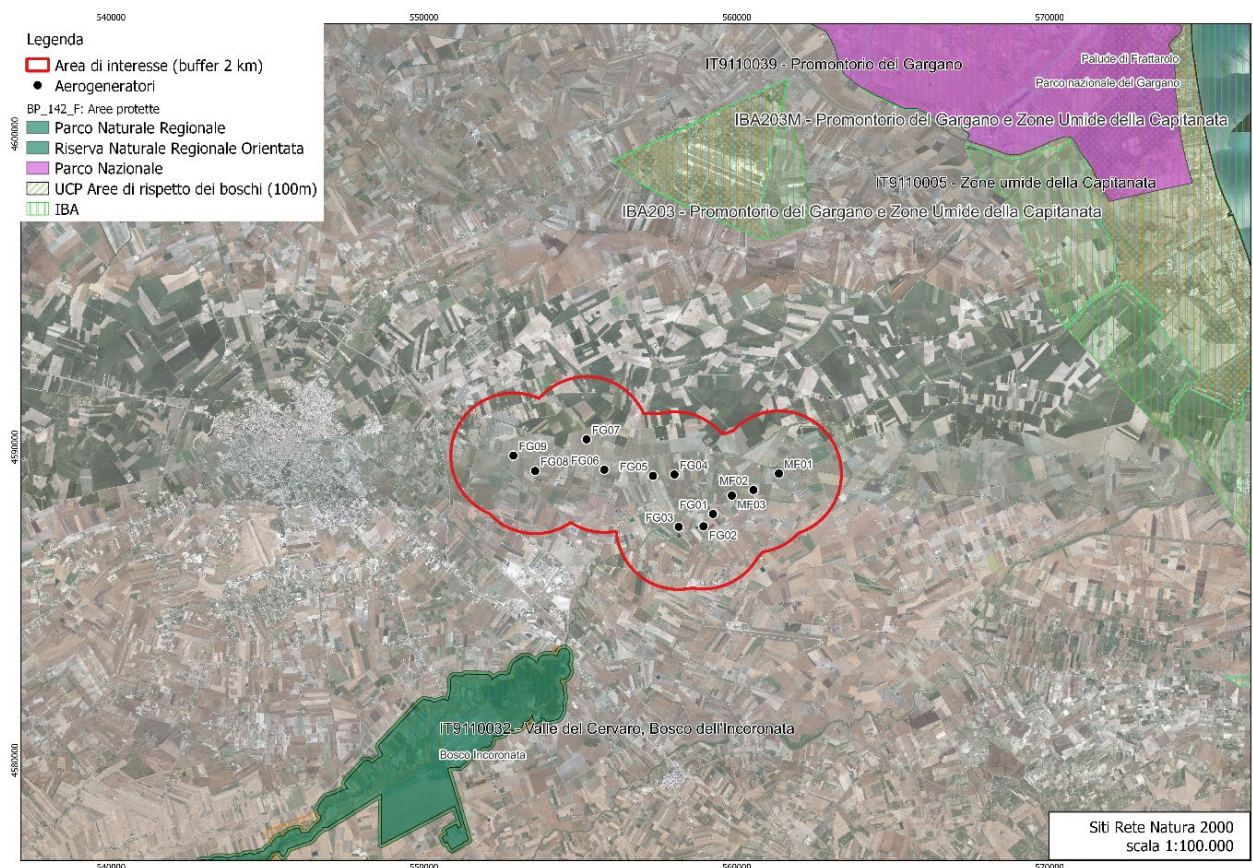 540000
550000
560000
570000
Legenda
Area di interesse (buffer 2 km)
Aerogeneratori
BP_142_F: Aree protette
Parco Naturale Regionale
Riserva Naturale Regionale Orientata
Parco Nazionale
UCP Aree di rispetto dei boschi (100m)
IBA
Palude di Frattarolo
IT9110039 - Promontorio del Gargano
Parco nazionale del Gargano
IBA203M - Promontorio del Gargano e Zone Umide della Capitanata
4600000
4600000
IT9110005 - Zone umide della Capitanata
IBA203 - Promontorio del Gargano e Zone Umide della Capitanata
FG07
4590000
4590000
FG09
FG08
FG06
FG05
FG04
MF01
MF02
MF03
FG01
FG03
FG02
IT9110032 - Valle del Cervaro, Bosco dell'Incoronata
Bosco Incoronata
4580000
4580000
Siti Rete Natura 2000
scala 1:100.000
540000
550000
560000
570000